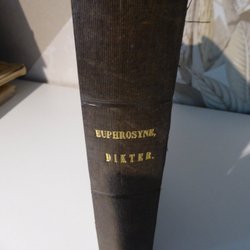 EUPHROSYNE,
DIKTER.